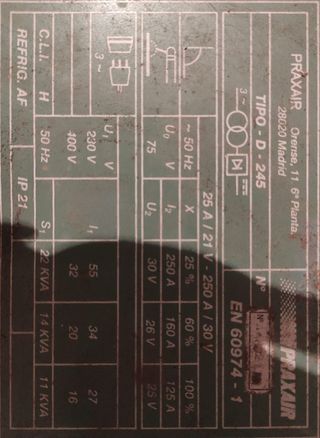 PRAXAIR
Orense, 11 6ª Planta.
28020 Madrid
PRAXAIR
TIPO - D - 245
Nº
EN 60974 - 1
25 A / 21 V - 250 A / 30 V
~ 50 Hz X 25 % 60 % 100 %
U₀ V I₂ 250 A 160 A 125 A
75 U₂ 30 V 26 V 25 V
3 ~
U₁ V I₁
230 V 55 34 27
400 V 32 20 16
C.L.I. H 50 Hz S₁ 22 KVA 14 KVA 11 KVA
REFRIG. AF IP 21